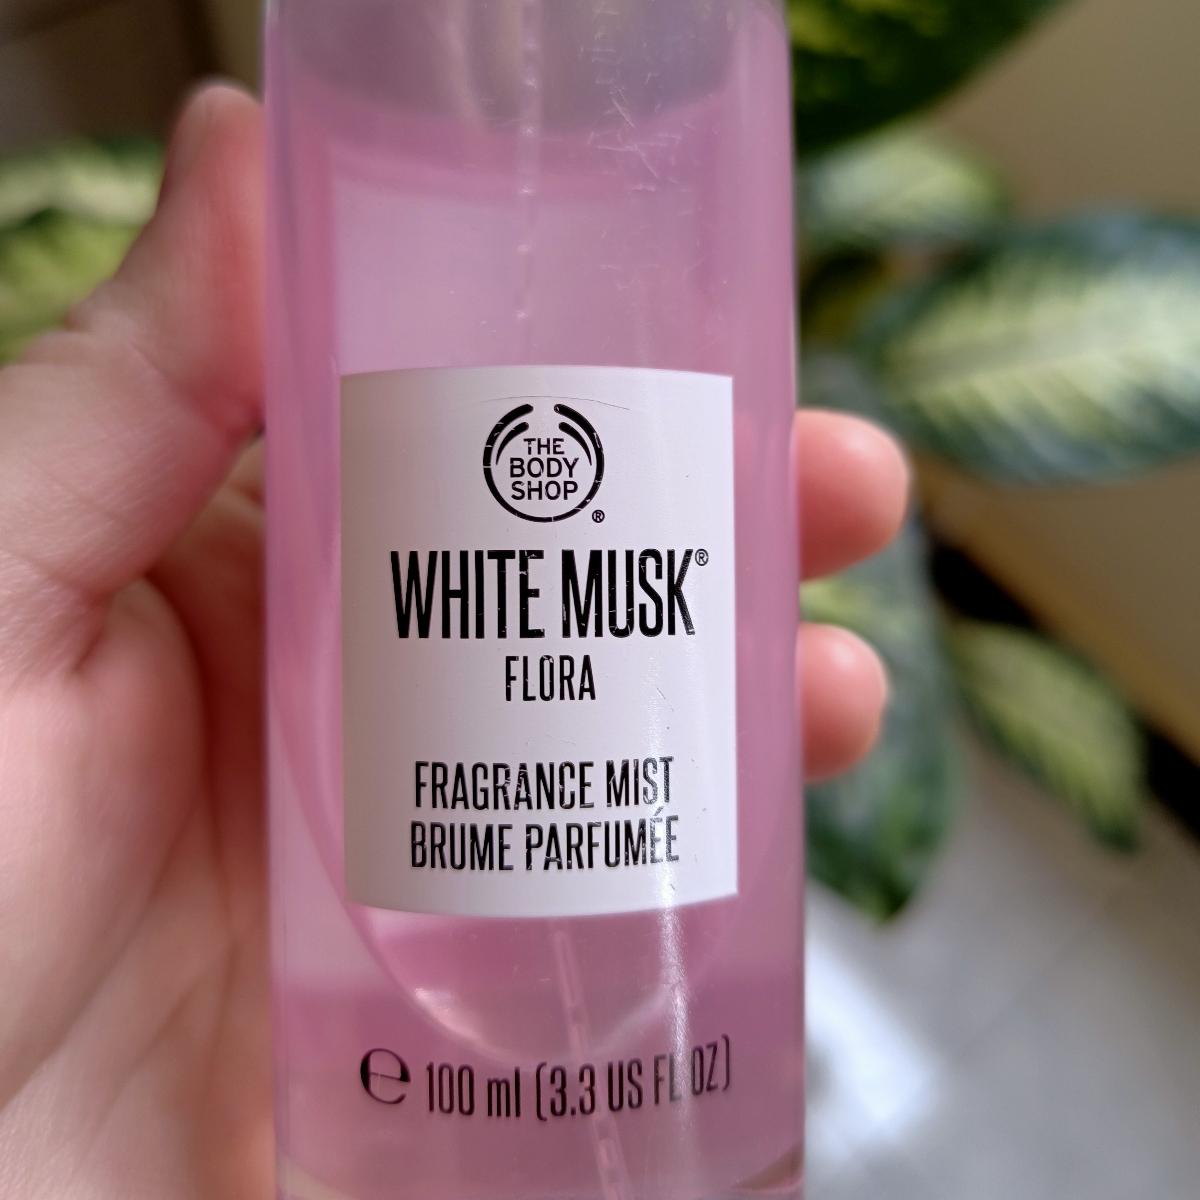 THE
BODY
SHOP
®
WHITE MUSK®
FLORA
FRAGRANCE MIST
BRUME PARFUMÉE
℮ 100 ml (3.3 US FL OZ)